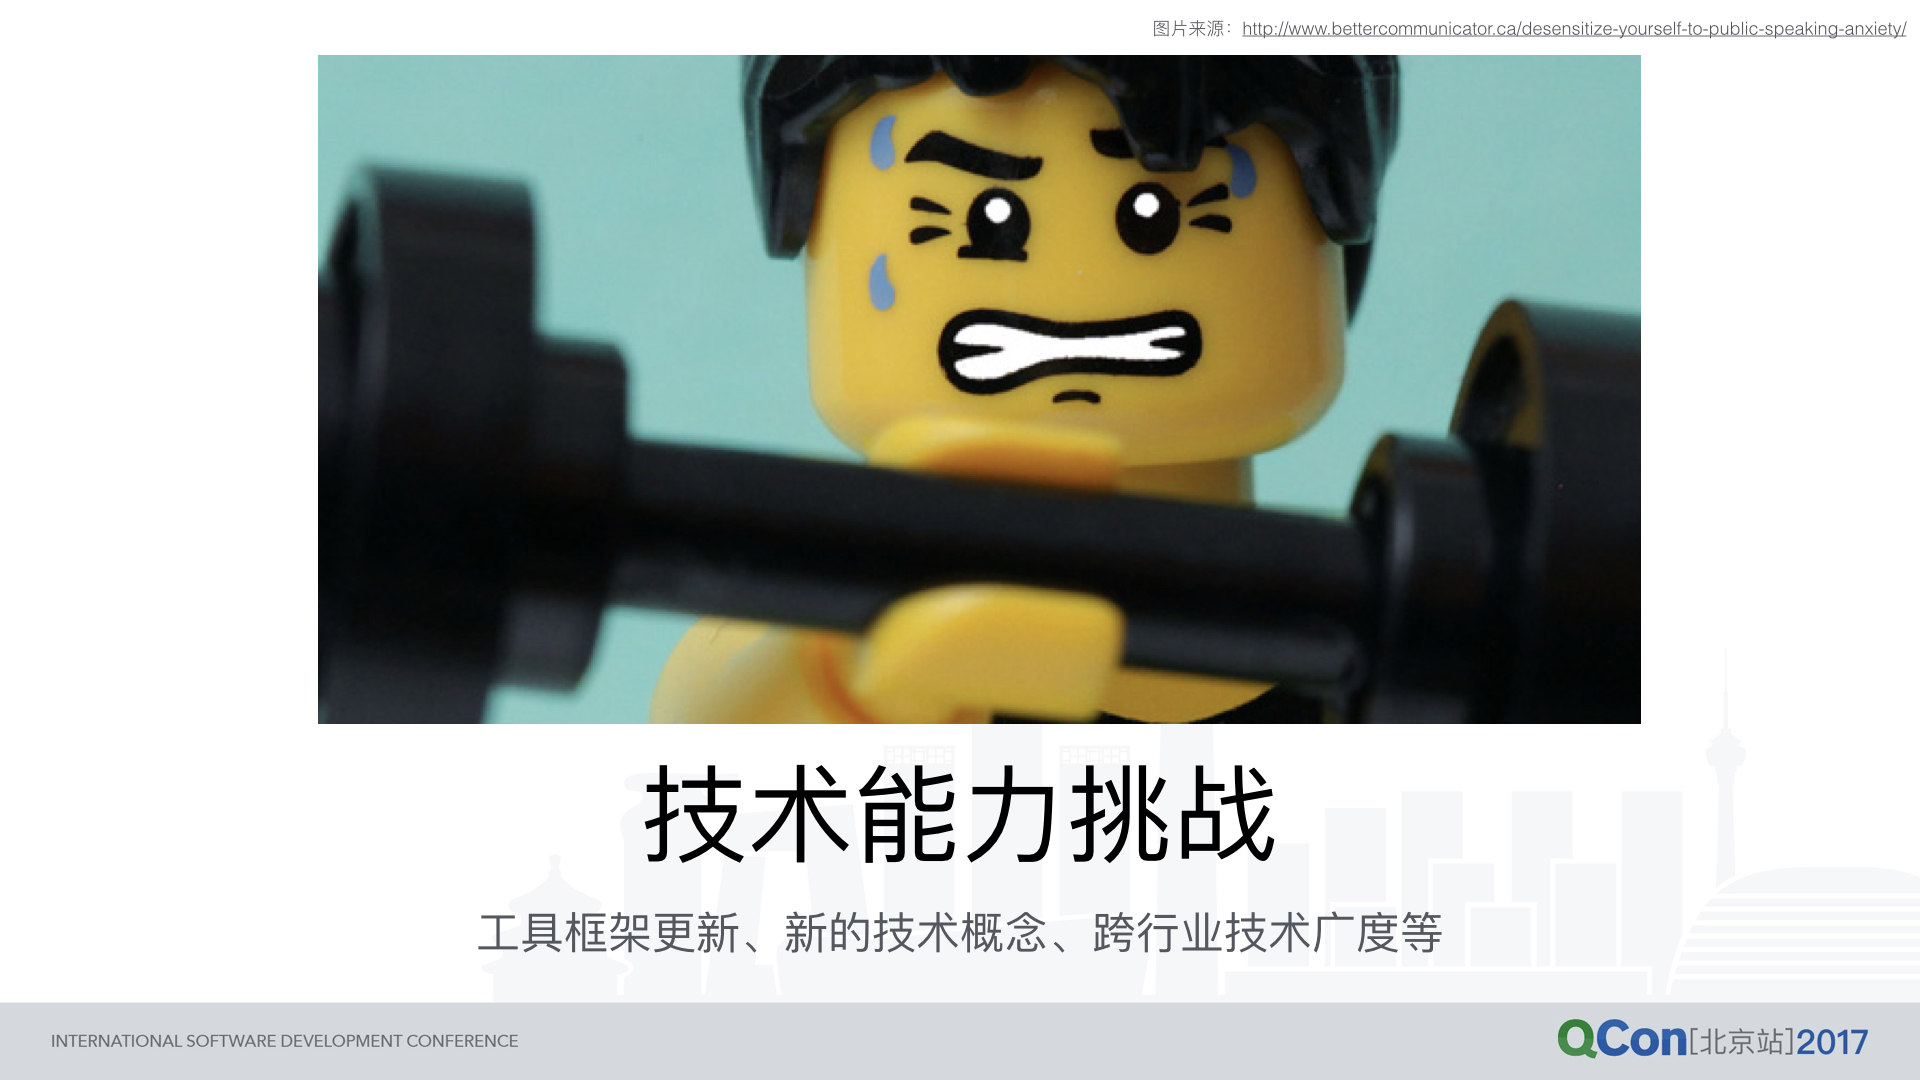 图片来源：http://www.bettercommunicator.ca/desensitize-yourself-to-public-speaking-anxiety/
技术能力挑战
工具框架更新、新的技术概念、跨行业技术广度等
INTERNATIONAL SOFTWARE DEVELOPMENT CONFERENCE
QCon[北京站]2017